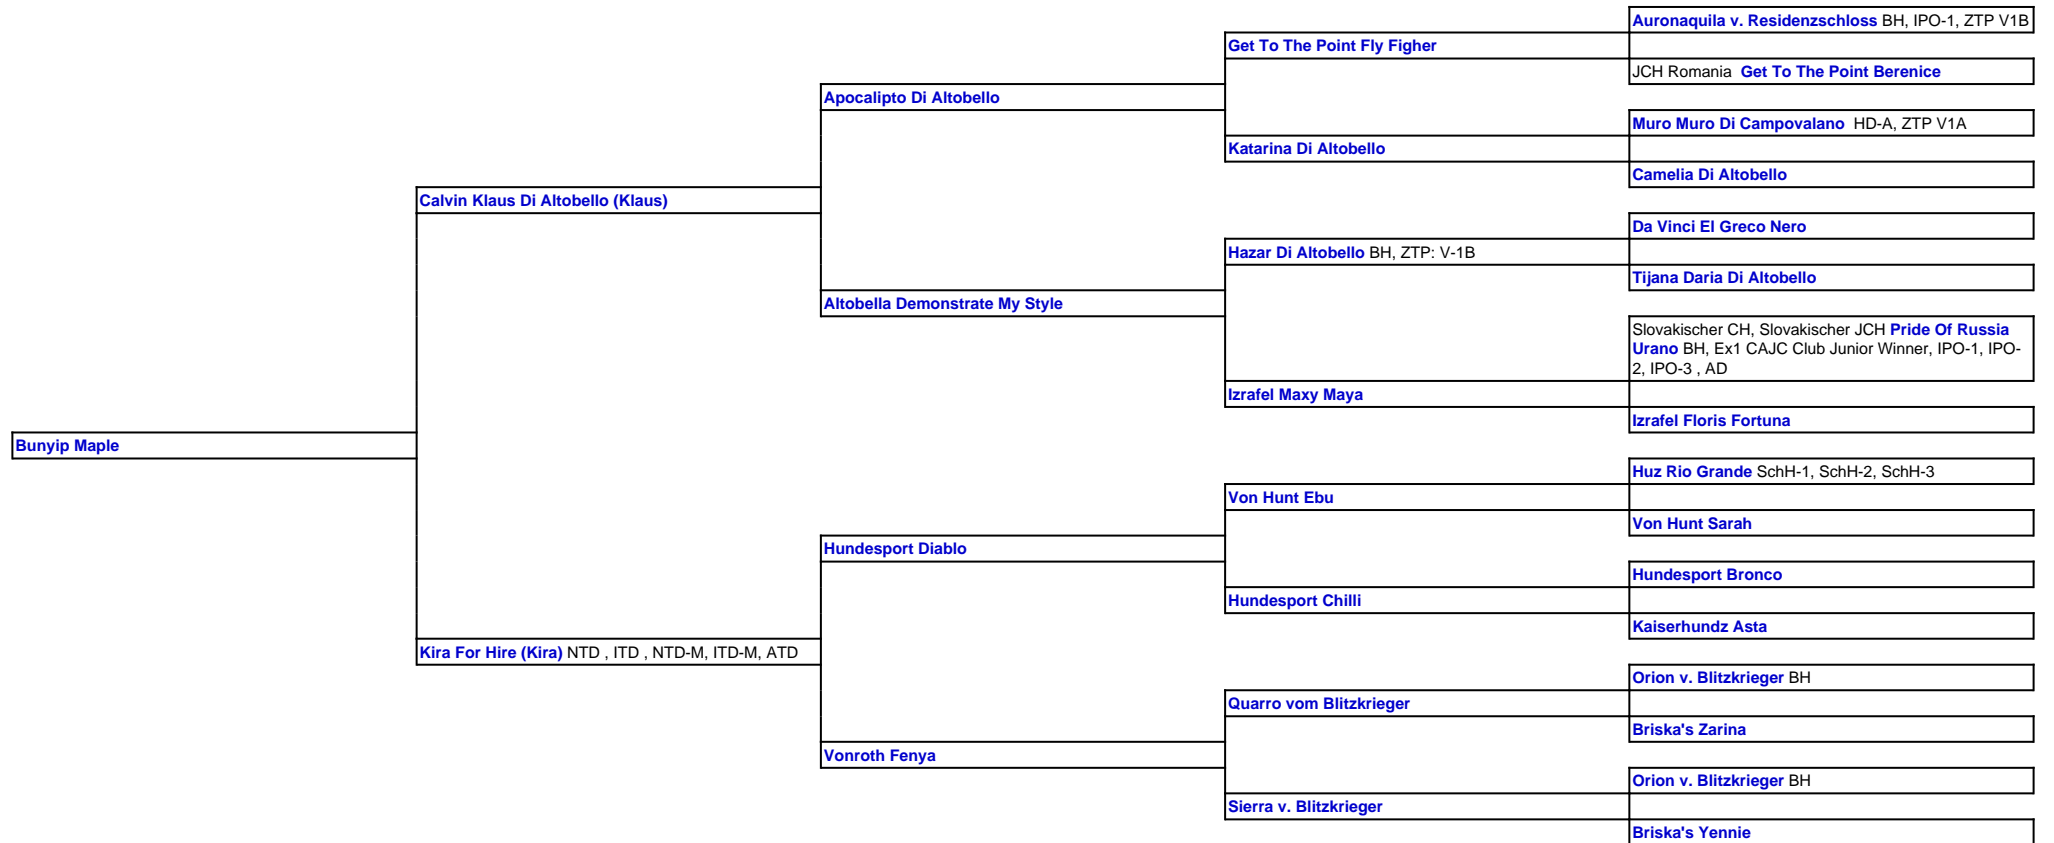 Auronaquila v. Residenzschloss BH, IPO-1, ZTP V1B
Get To The Point Fly Figher
JCH Romania Get To The Point Berenice
Apocalipto Di Altobello
Muro Muro Di Campovalano HD-A, ZTP V1A
Katarina Di Altobello
Camelia Di Altobello
Calvin Klaus Di Altobello (Klaus)
Da Vinci El Greco Nero
Hazar Di Altobello BH, ZTP: V-1B
Tijana Daria Di Altobello
Altobella Demonstrate My Style
Slovakischer CH, Slovakischer JCH Pride Of Russia
Urano BH, Ex1 CAJC Club Junior Winner, IPO-1, IPO-
2, IPO-3 , AD
Izrafel Maxy Maya
Izrafel Floris Fortuna
Bunyip Maple
Huz Rio Grande SchH-1, SchH-2, SchH-3
Von Hunt Ebu
Von Hunt Sarah
Hundesport Diablo
Hundesport Bronco
Hundesport Chilli
Kaiserhundz Asta
Kira For Hire (Kira) NTD , ITD , NTD-M, ITD-M, ATD
Orion v. Blitzkrieger BH
Quarro vom Blitzkrieger
Briska's Zarina
Vonroth Fenya
Orion v. Blitzkrieger BH
Sierra v. Blitzkrieger
Briska's Yennie